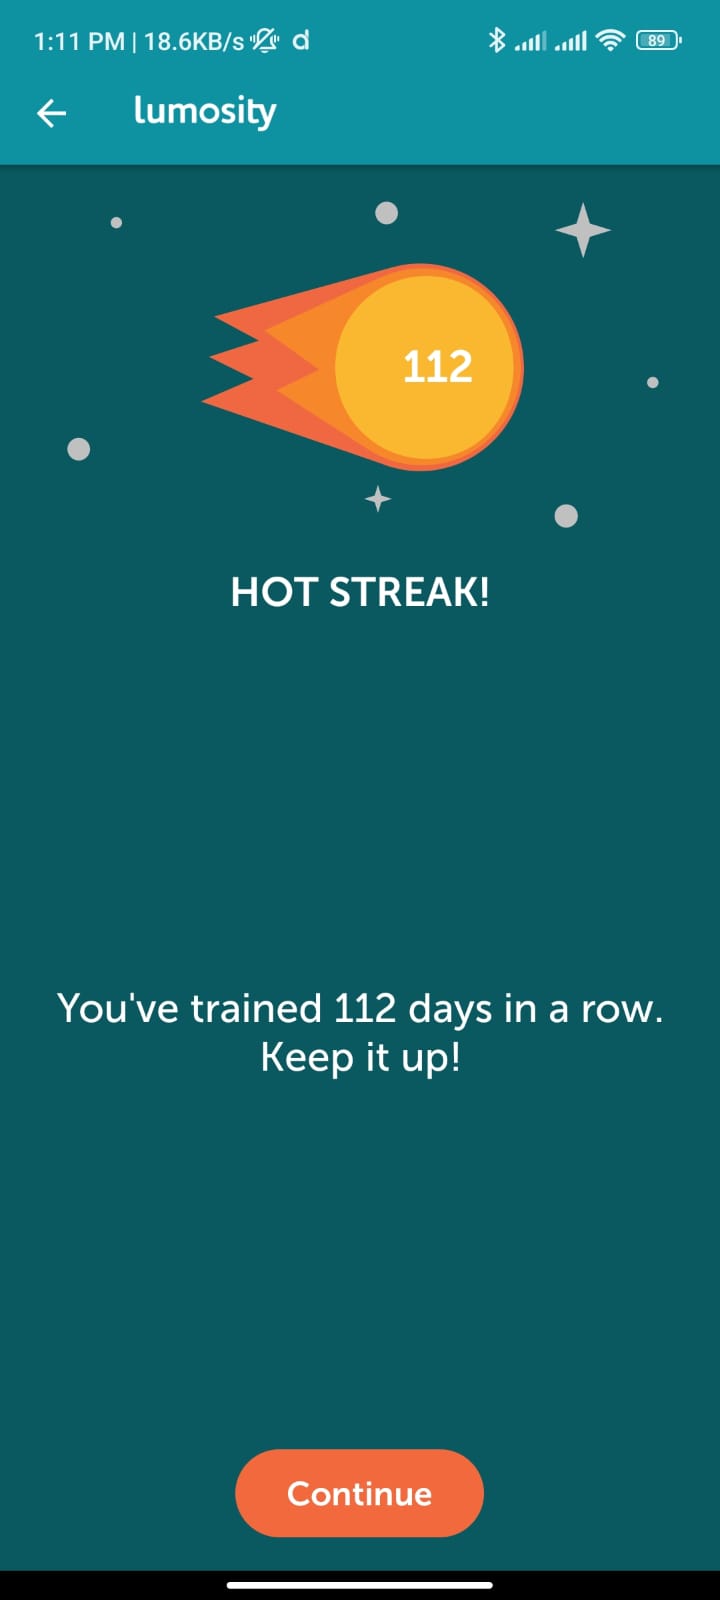 1:11 PM | 18.6KB/s d 89
lumosity
112
HOT STREAK!
You've trained 112 days in a row.
Keep it up!
Continue